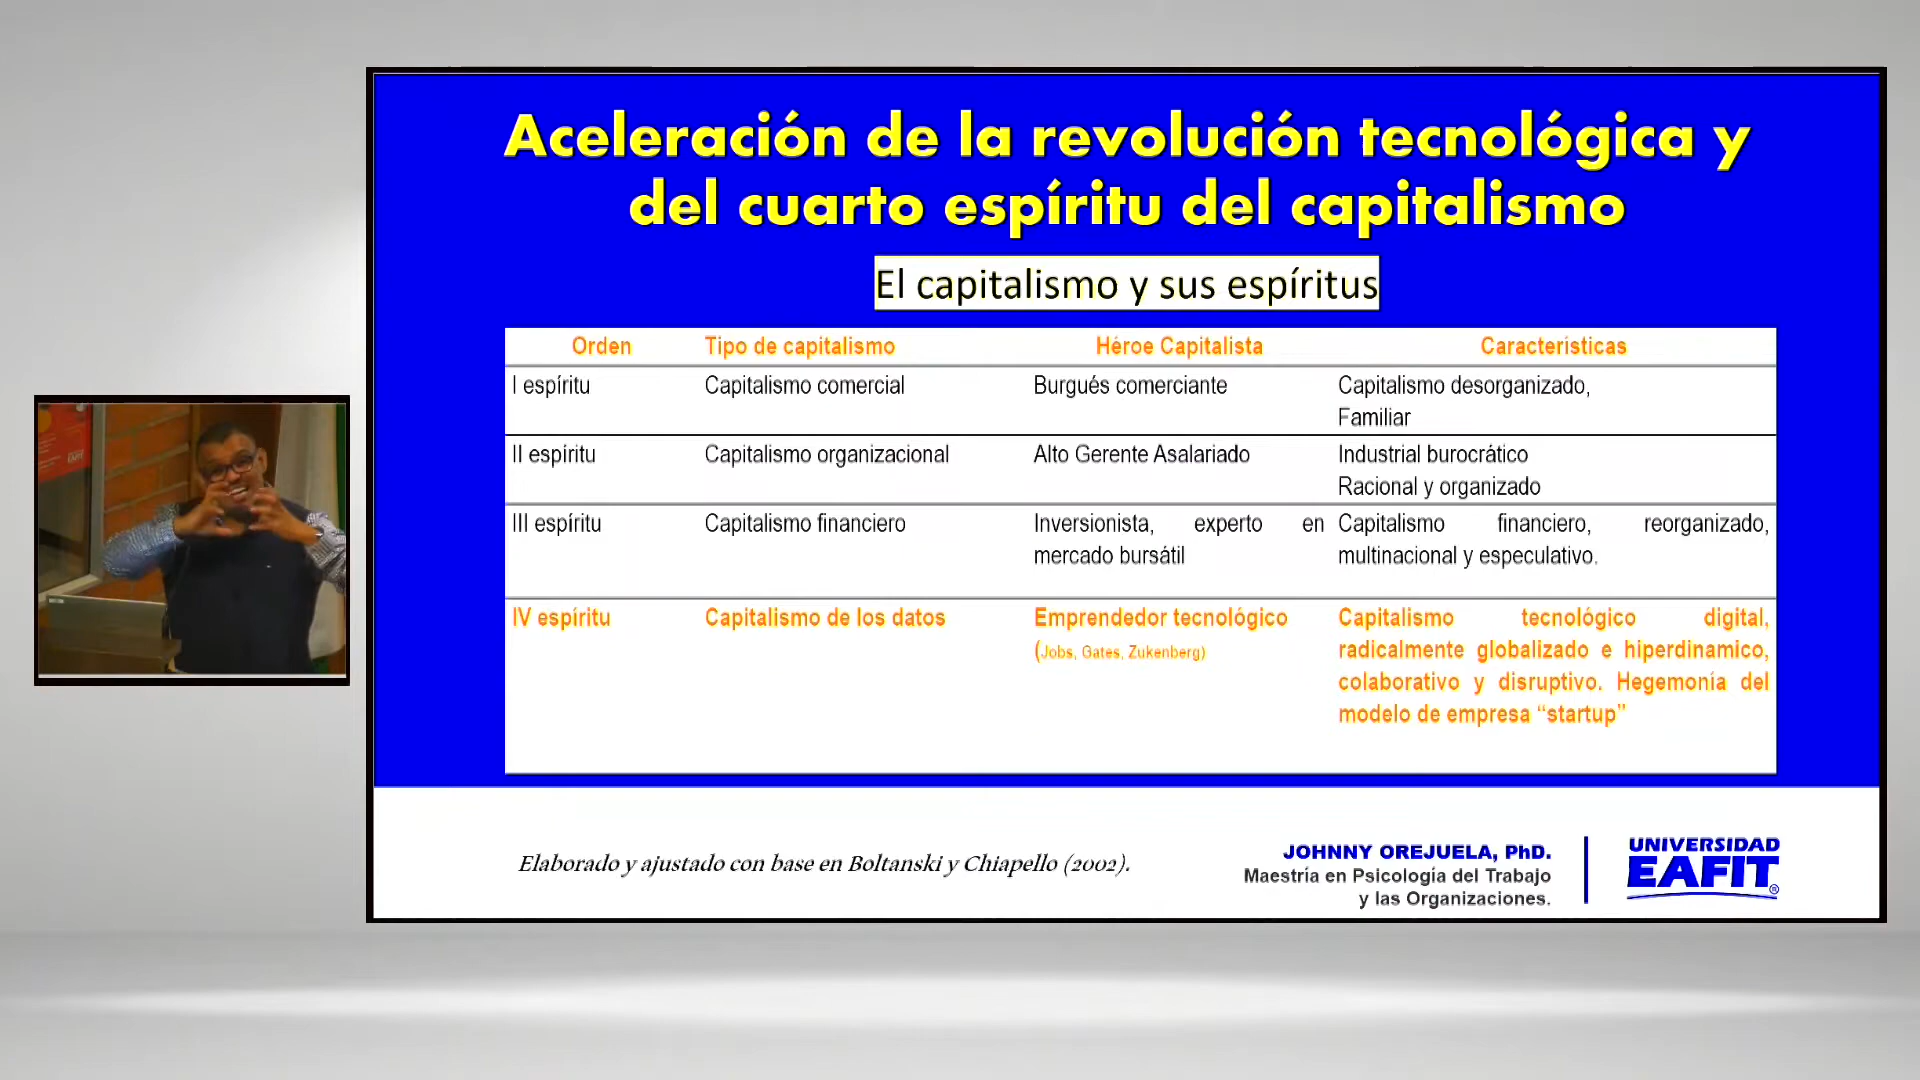 Aceleración de la revolución tecnológica y
del cuarto espíritu del capitalismo
El capitalismo y sus espíritus
Orden Tipo de capitalismo Héroe Capitalista Características
I espíritu Capitalismo comercial Burgués comerciante Capitalismo desorganizado,
Familiar
II espíritu Capitalismo organizacional Alto Gerente Asalariado Industrial burocrático
Racional y organizado
III espíritu Capitalismo financiero Inversionista, experto en Capitalismo financiero, reorganizado,
mercado bursátil multinacional y especulativo.
IV espíritu Capitalismo de los datos Emprendedor tecnológico Capitalismo tecnológico digital,
(Jobs, Gates, Zukenberg) radicalmente globalizado e hiperdinamico,
colaborativo y disruptivo. Hegemonía del
modelo de empresa “startup”
Elaborado y ajustado con base en Boltanski y Chiapello (2002).
JOHNNY OREJUELA, PhD.
Maestría en Psicología del Trabajo
y las Organizaciones.
UNIVERSIDAD
EAFIT®